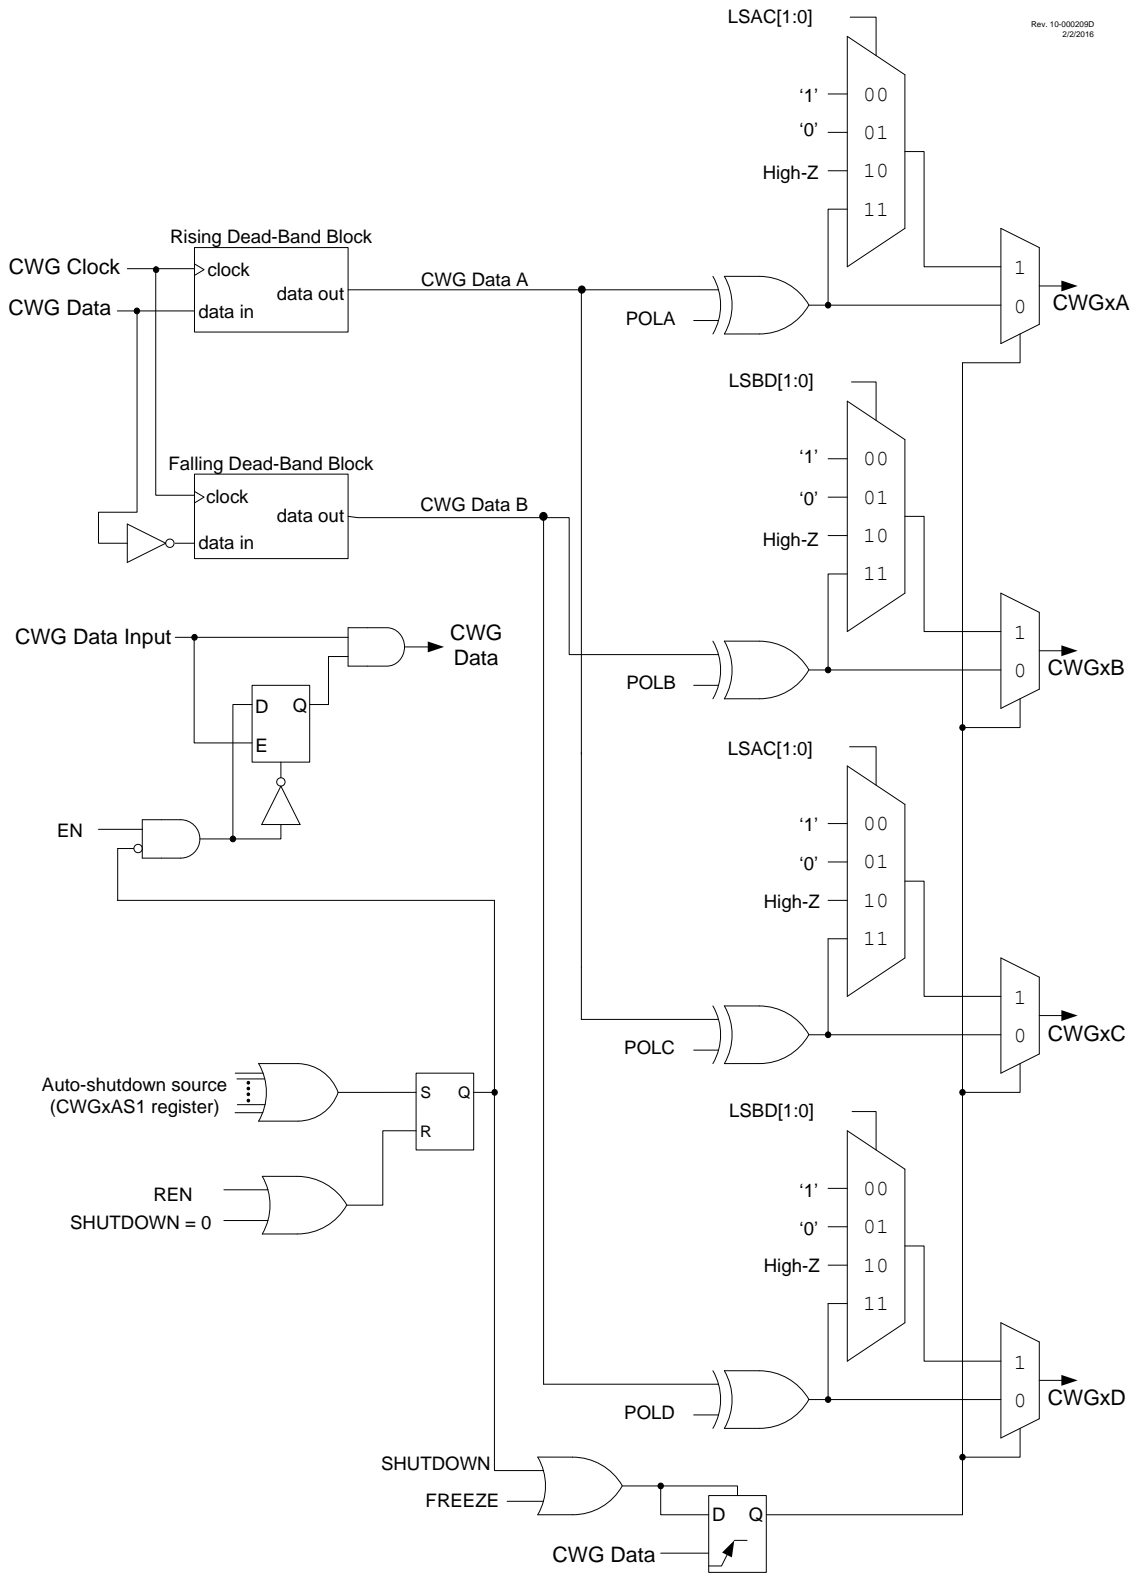 LSAC[1:0]
Rev. 10-000209D
2/2/2016
‘1’ 00
‘0’ 01
High-Z 10
11
Rising Dead-Band Block
CWG Clock
clock
CWG Data
data in
data out
CWG Data A
POLA
1
0
CWGxA
LSBD[1:0]
‘1’ 00
‘0’ 01
High-Z 10
11
Falling Dead-Band Block
clock
data out
data in
CWG Data B
POLB
1
0
CWGxB
CWG Data Input
CWG
Data
D Q
E
EN
LSAC[1:0]
‘1’ 00
‘0’ 01
High-Z 10
11
POLC
1
0
CWGxC
Auto-shutdown source
(CWGxAS1 register)
S Q
R
REN
SHUTDOWN = 0
LSBD[1:0]
‘1’ 00
‘0’ 01
High-Z 10
11
POLD
1
0
CWGxD
SHUTDOWN
FREEZE
D Q
CWG Data